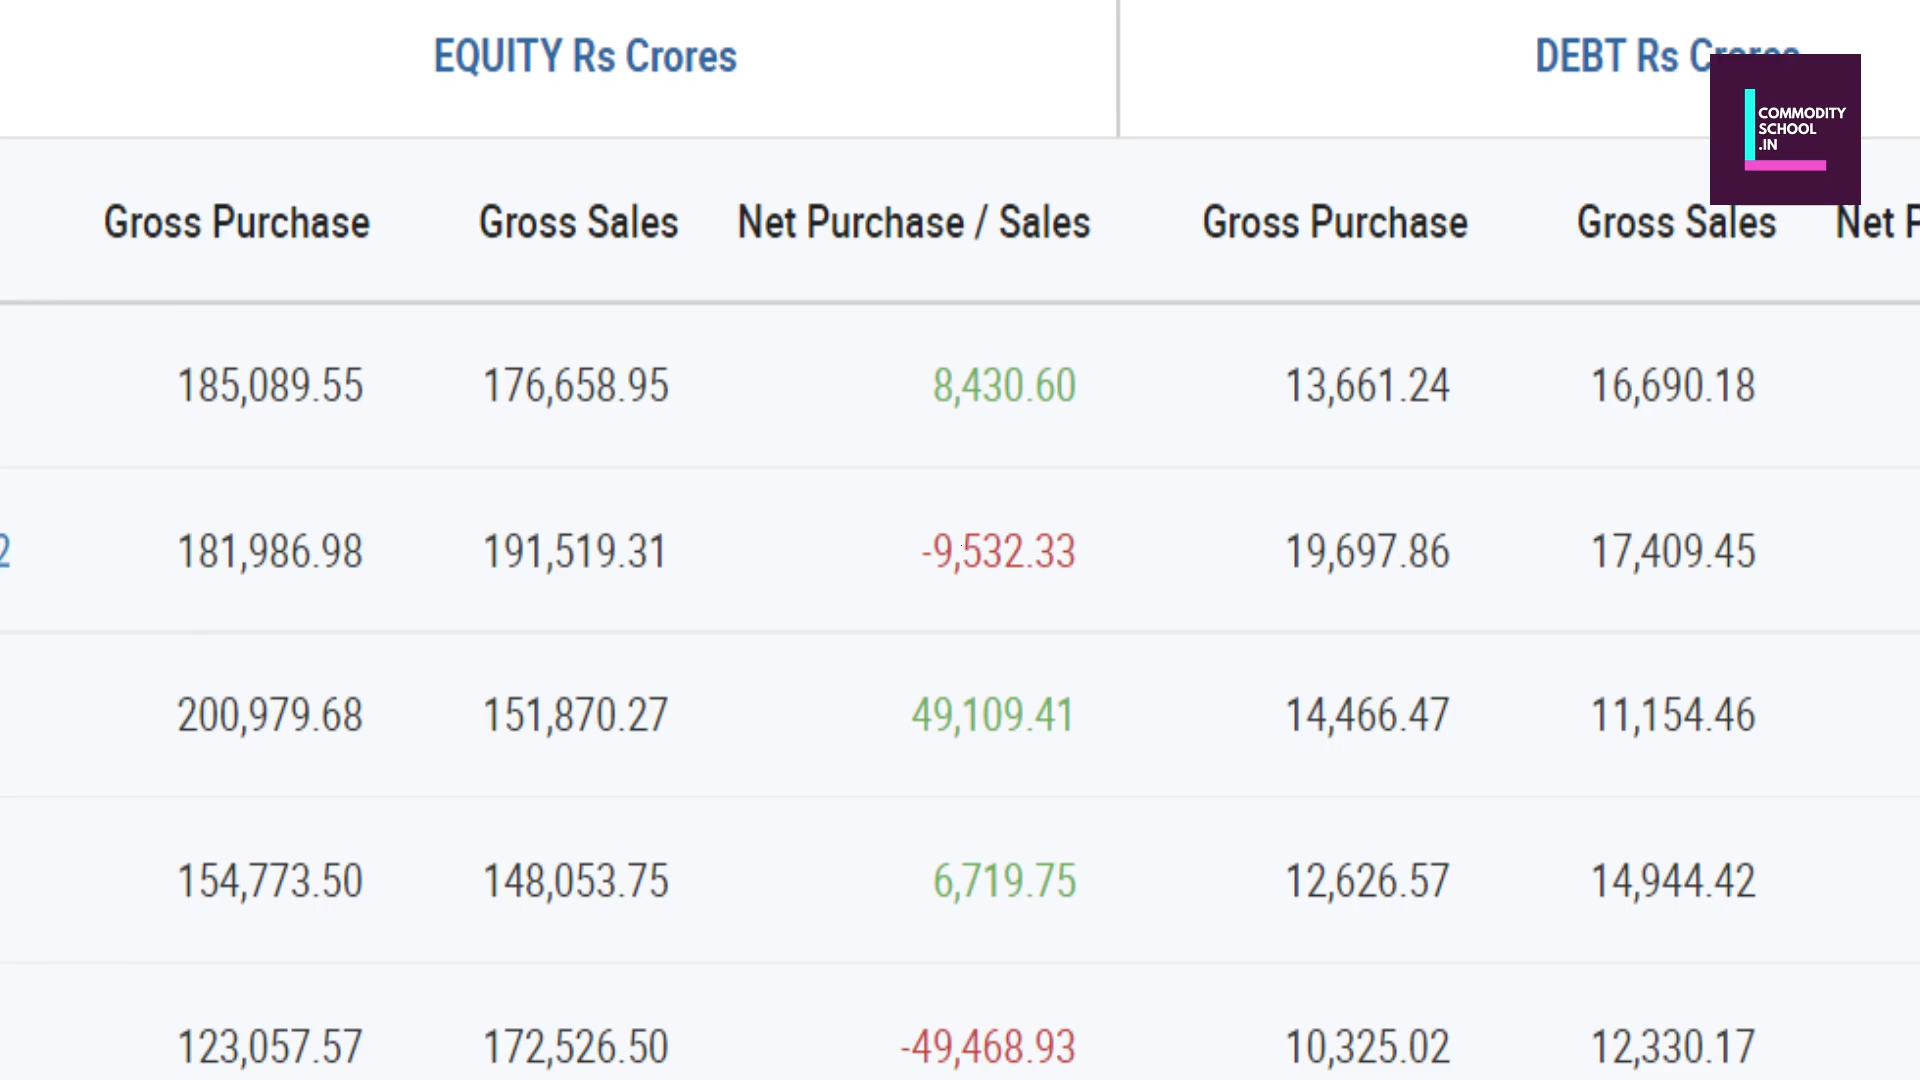 EQUITY Rs Crores DEBT Rs Crores
COMMODITY
SCHOOL
.IN
Gross Purchase Gross Sales Net Purchase / Sales Gross Purchase Gross Sales Net
185,089.55 176,658.95 8,430.60 13,661.24 16,690.18
2 181,986.98 191,519.31 -9,532.33 19,697.86 17,409.45
200,979.68 151,870.27 49,109.41 14,466.47 11,154.46
154,773.50 148,053.75 6,719.75 12,626.57 14,944.42
123,057.57 172,526.50 -49,468.93 10,325.02 12,330.17